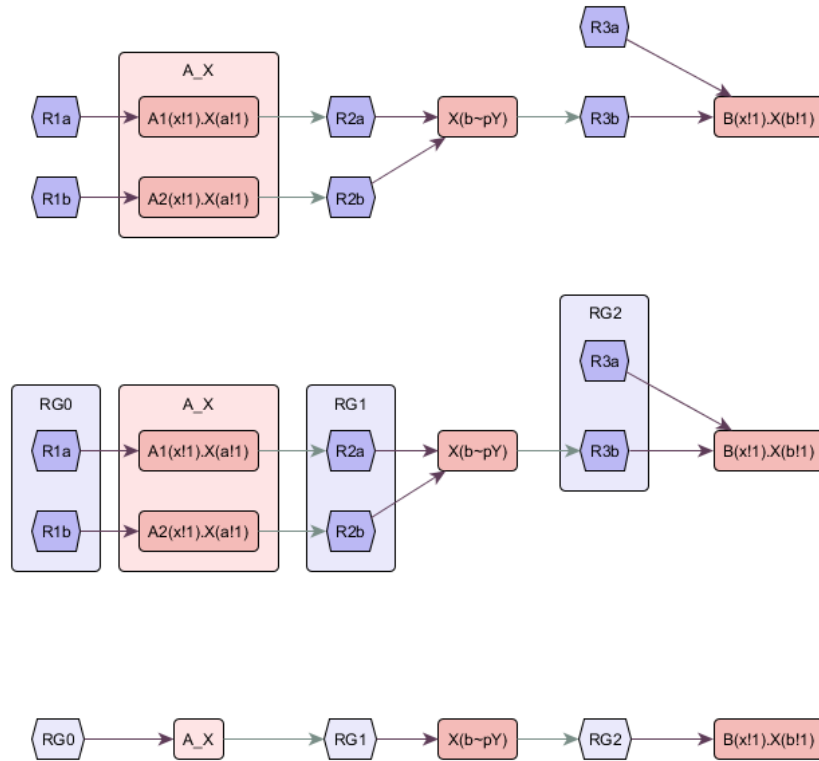 R3a
A_X
R1a A1(x!1).X(a!1) R2a X(b~pY) R3b B(x!1).X(b!1)
R1b A2(x!1).X(a!1) R2b
RG2
R3a
RG0 A_X RG1
R1a A1(x!1).X(a!1) R2a X(b~pY) R3b B(x!1).X(b!1)
R1b A2(x!1).X(a!1) R2b
RG0 A_X RG1 X(b~pY) RG2 B(x!1).X(b!1)